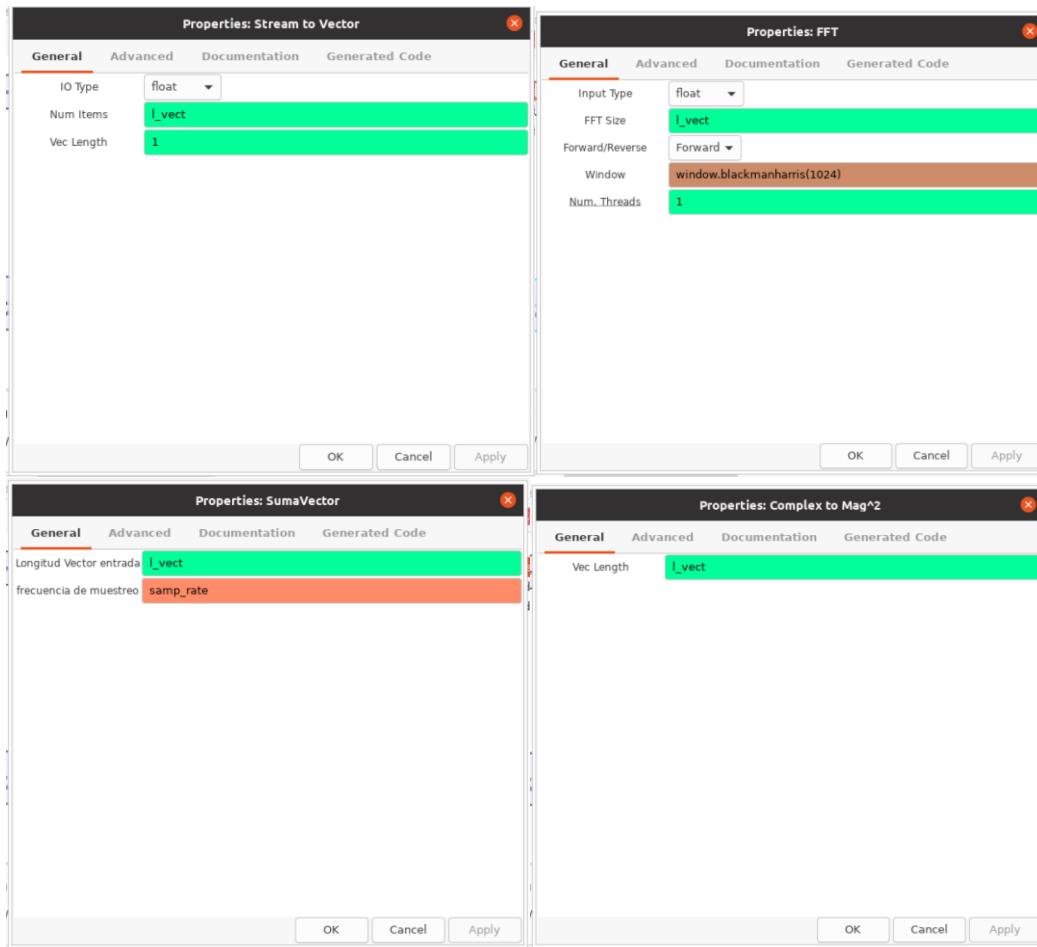 Properties: Stream to Vector
General Advanced Documentation Generated Code
IO Type float
Num Items l_vect
Vec Length 1
OK Cancel Apply
Properties: FFT
General Advanced Documentation Generated Code
Input Type float
FFT Size l_vect
Forward/Reverse Forward
Window window.blackmanharris(1024)
Num. Threads 1
OK Cancel Apply
Properties: SumaVector
General Advanced Documentation Generated Code
Longitud Vector entrada l_vect
frecuencia de muestreo samp_rate
OK Cancel Apply
Properties: Complex to Mag^2
General Advanced Documentation Generated Code
Vec Length l_vect
OK Cancel Apply